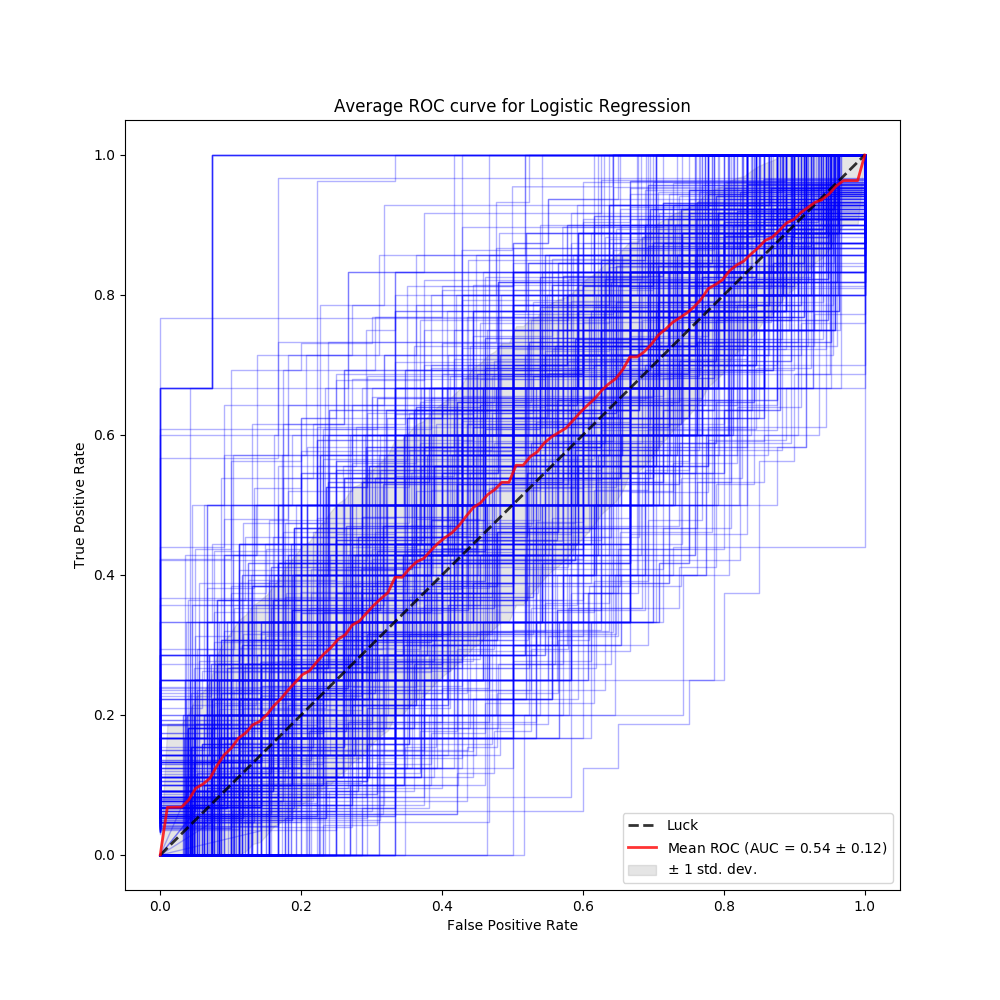 Average ROC curve for Logistic Regression
True Positive Rate
1.0
0.8
0.6
0.4
0.2
0.0
0.0 0.2 0.4 0.6 0.8 1.0
False Positive Rate
Luck
Mean ROC (AUC = 0.54 ± 0.12)
± 1 std. dev.